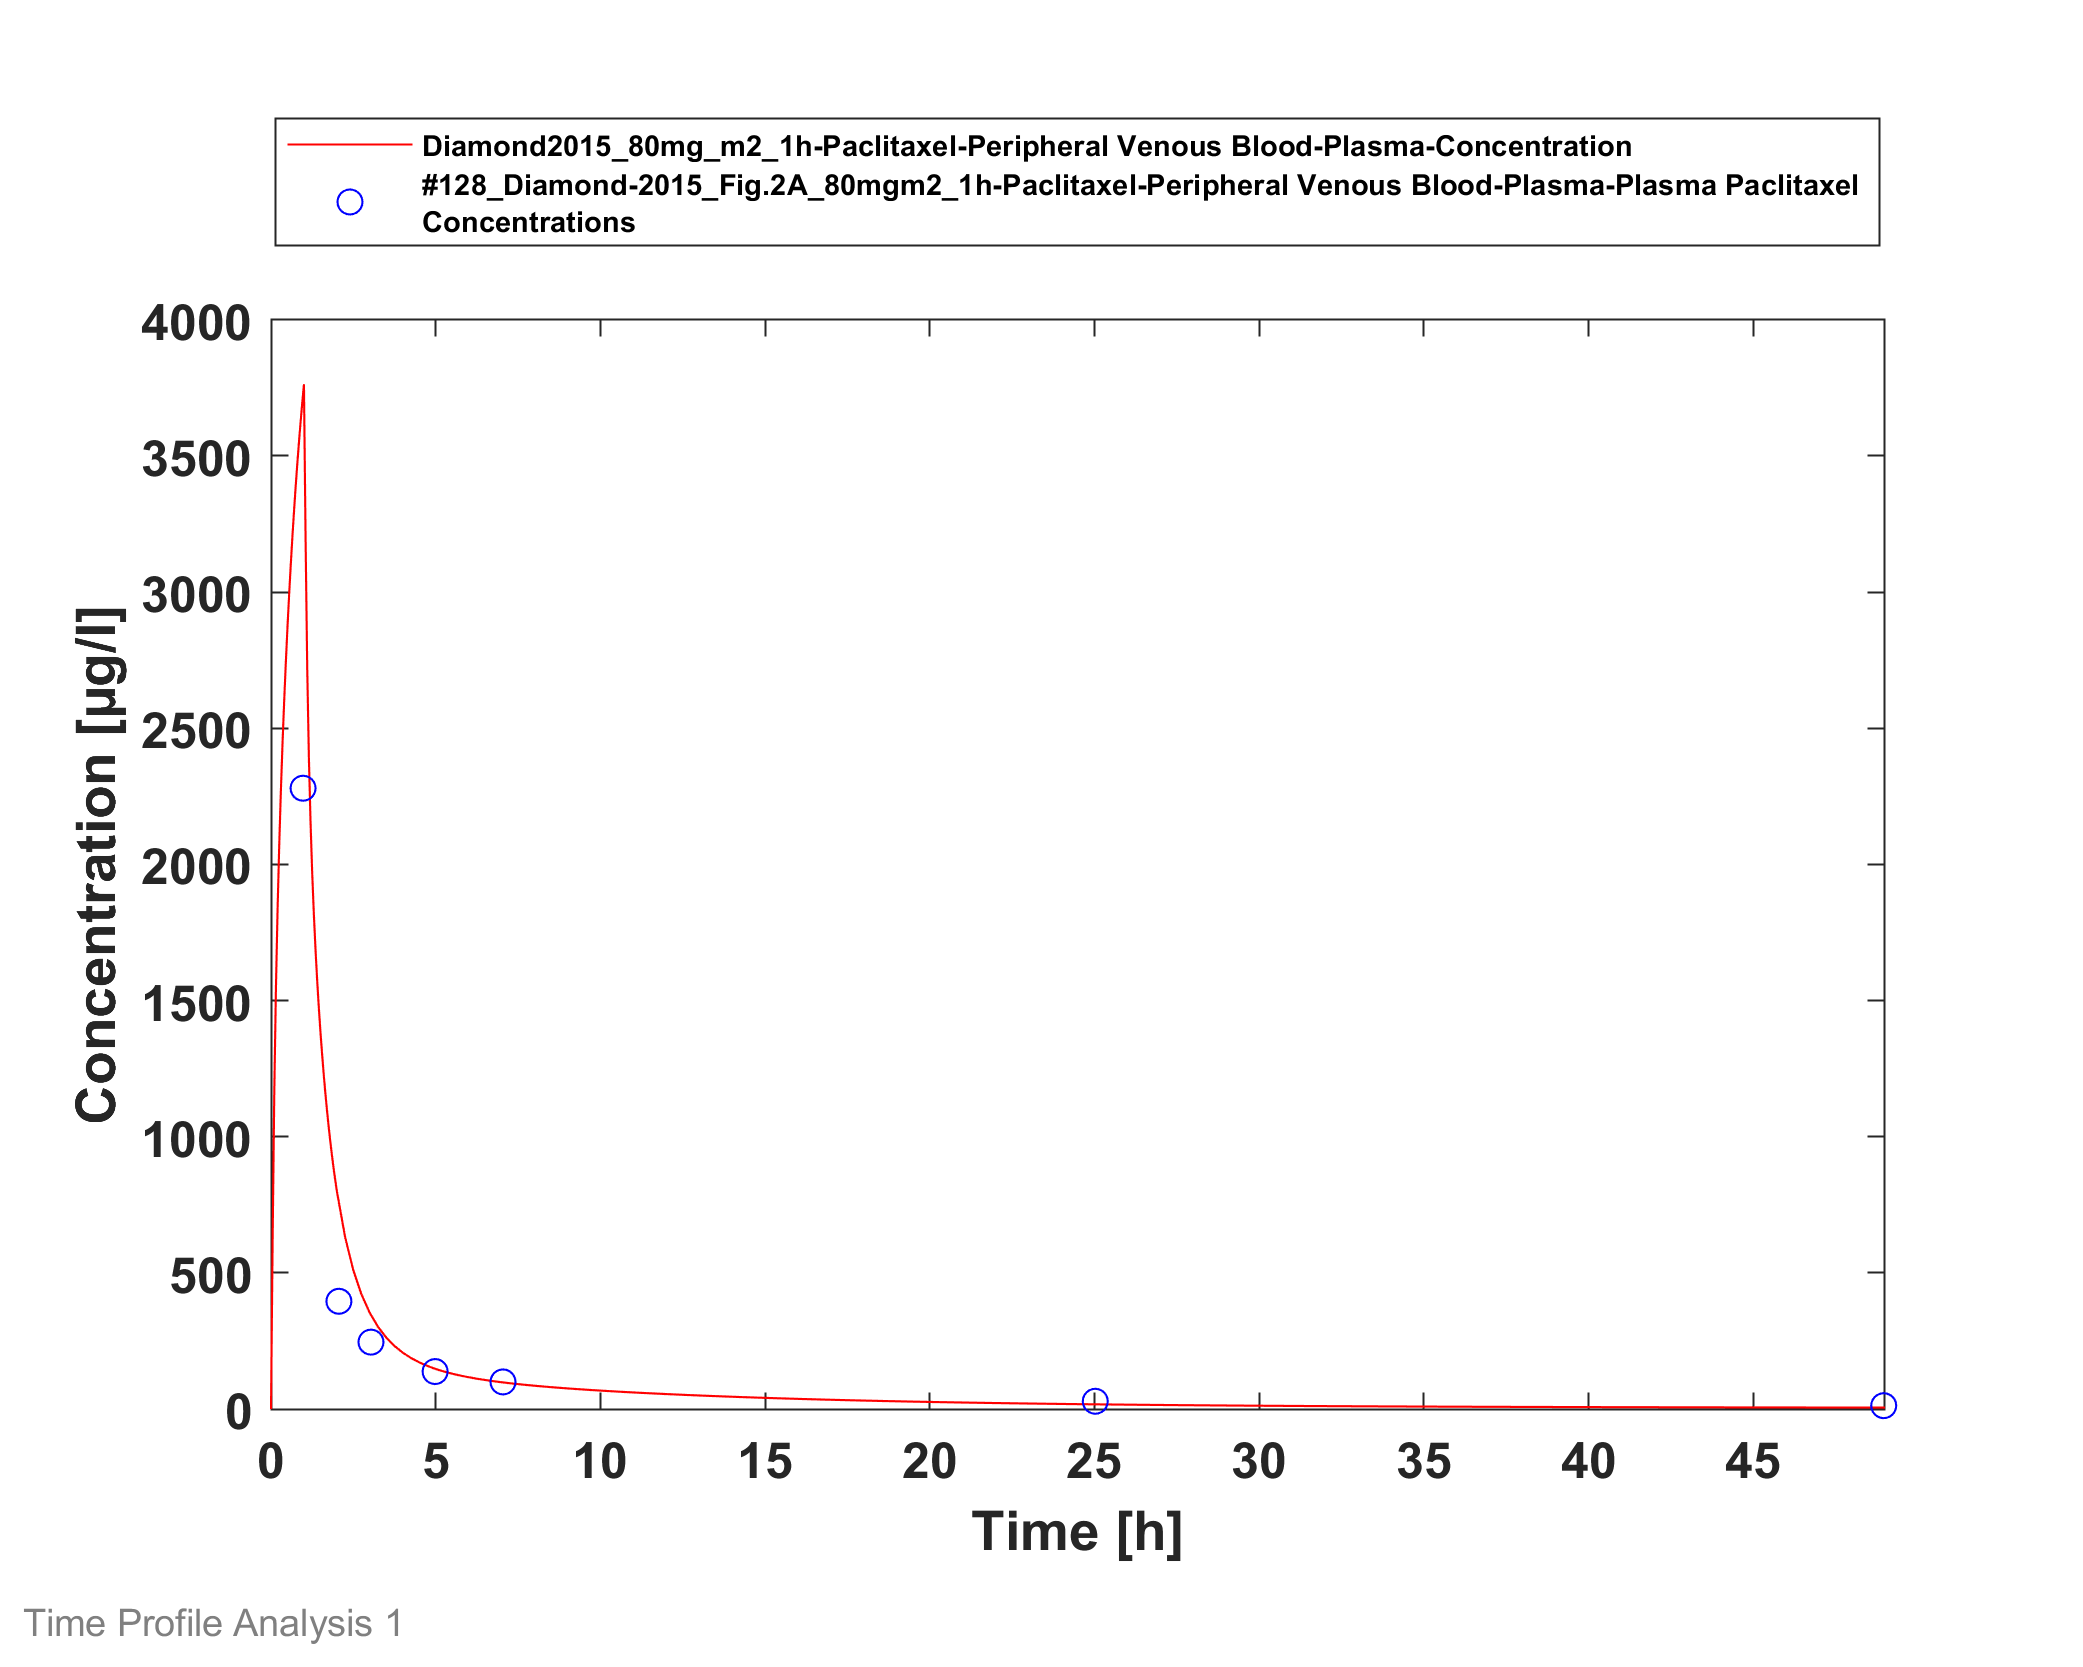 Diamond2015_80mg_m2_1h-Paclitaxel-Peripheral Venous Blood-Plasma-Concentration
#128_Diamond-2015_Fig.2A_80mgm2_1h-Paclitaxel-Peripheral Venous Blood-Plasma-Plasma Paclitaxel
Concentrations
4000
3500
3000
2500
2000
1500
1000
500
0
Concentration [µg/l]
0 5 10 15 20 25 30 35 40 45
Time [h]
Time Profile Analysis 1